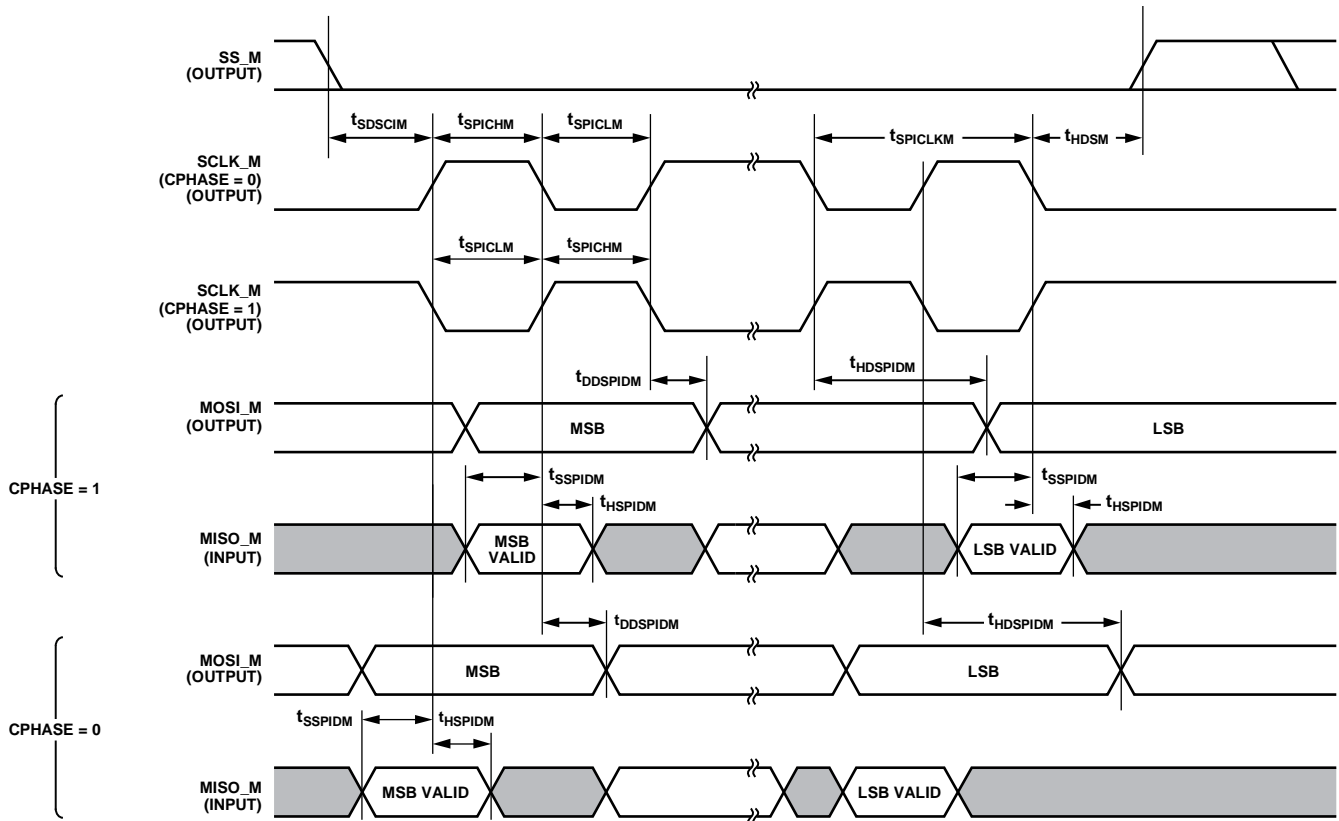 SS_M
(OUTPUT)
tSDSCIM
tSPICHM
tSPICLM
tSPICLKM
tHDSM
SCLK_M
(CPHASE = 0)
(OUTPUT)
tSPICLM
tSPICHM
SCLK_M
(CPHASE = 1)
(OUTPUT)
tDDSPIDM
tHDSPIDM
CPHASE = 1
MOSI_M
(OUTPUT)
MSB
LSB
tSSPIDM
tSSPIDM
tHSPIDM
tHSPIDM
MISO_M
(INPUT)
MSB
VALID
LSB VALID
tDDSPIDM
tHDSPIDM
CPHASE = 0
MOSI_M
(OUTPUT)
MSB
LSB
tSSPIDM
tHSPIDM
MISO_M
(INPUT)
MSB VALID
LSB VALID